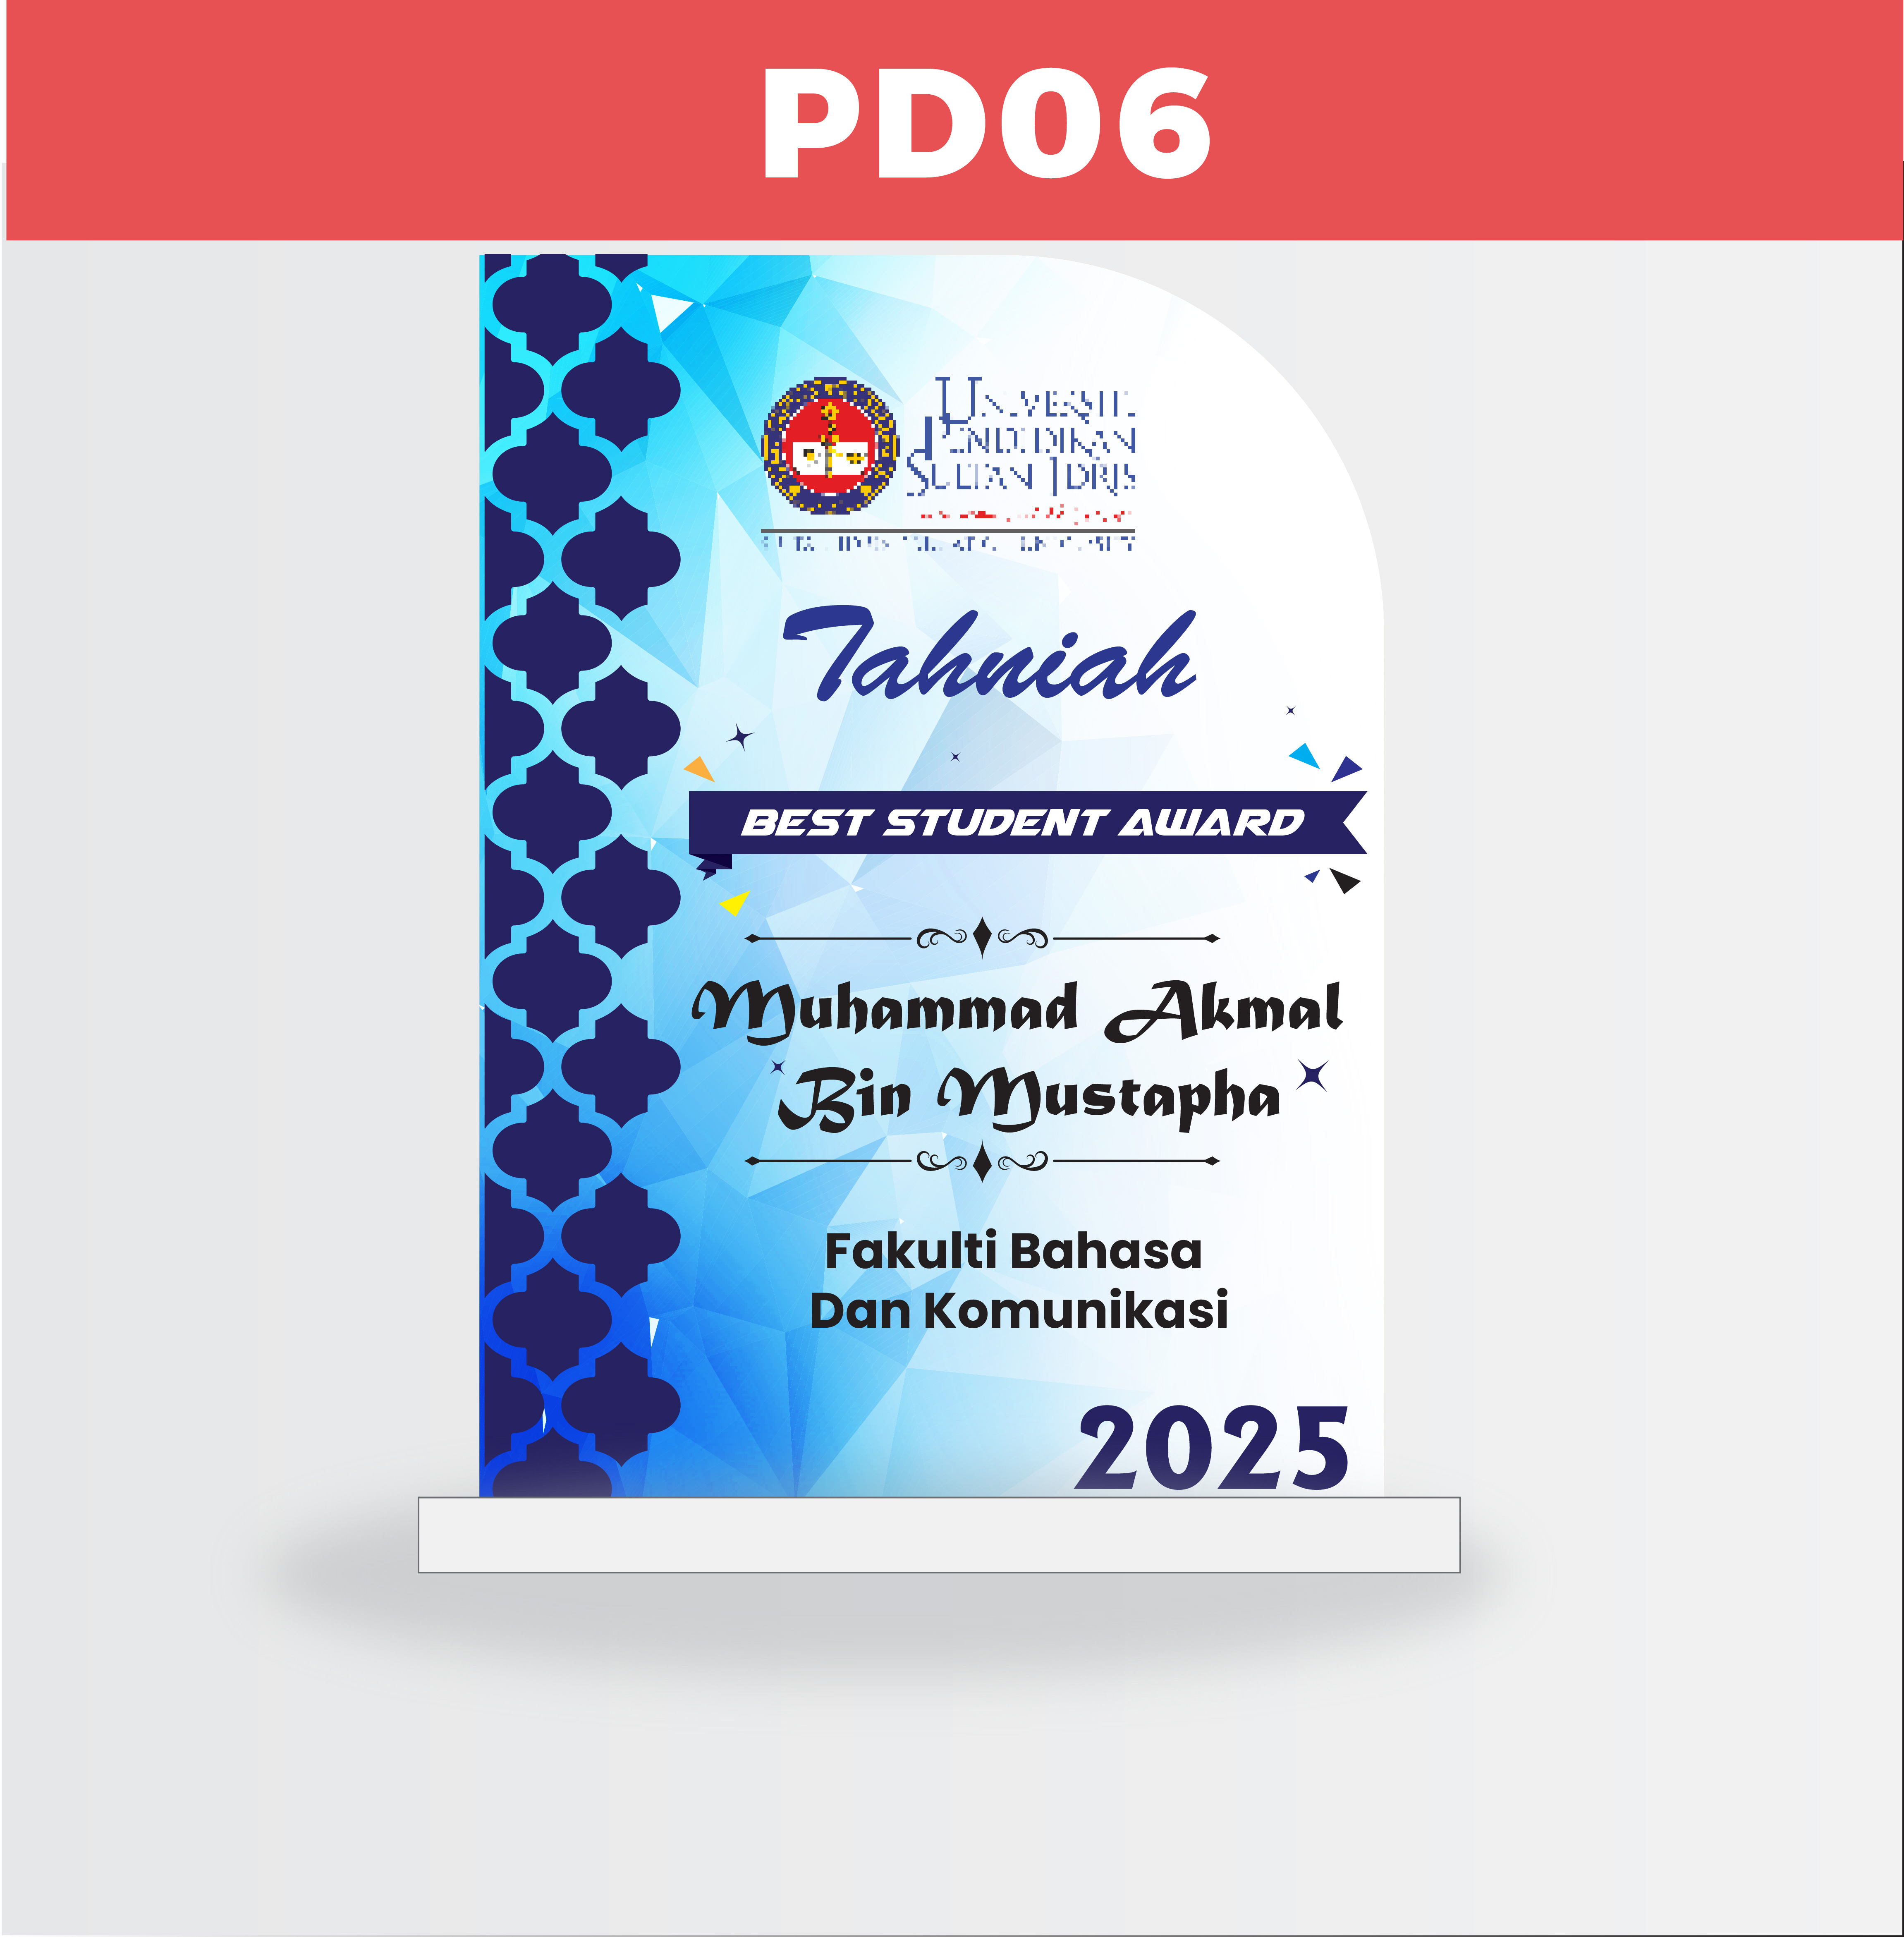 PD06
Tahniah
BEST STUDENT AWARD
Muhammad Akmal
Bin Mustapha
Fakulti Bahasa
Dan Komunikasi
2025